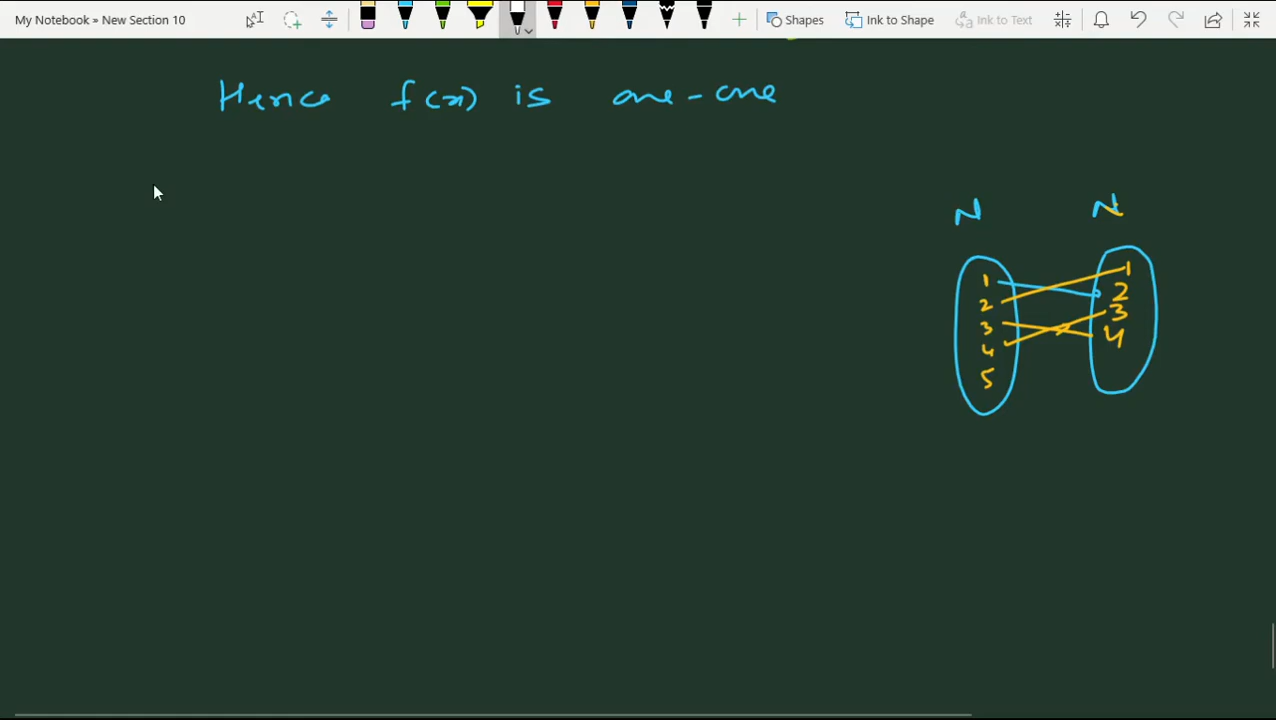 My Notebook » New Section 10
Shapes
Ink to Shape
Ink to Text
Hence f(x) is one-one
N N
1 1
2 2
3 3
4 4
5